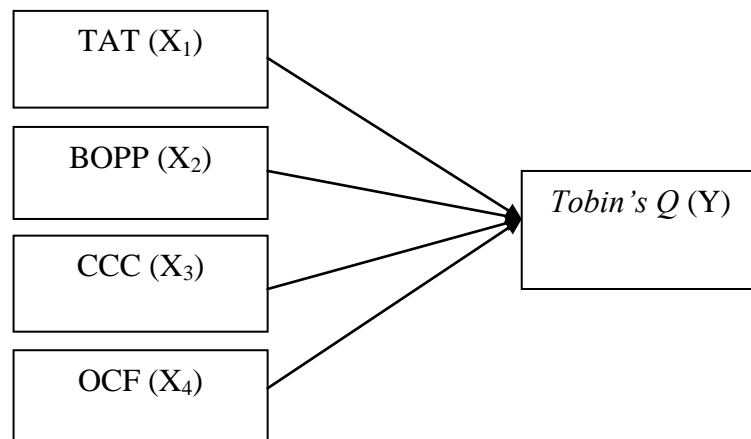 TAT (X₁)
BOPP (X₂)
CCC (X₃)
OCF (X₄)
Tobin's Q (Y)